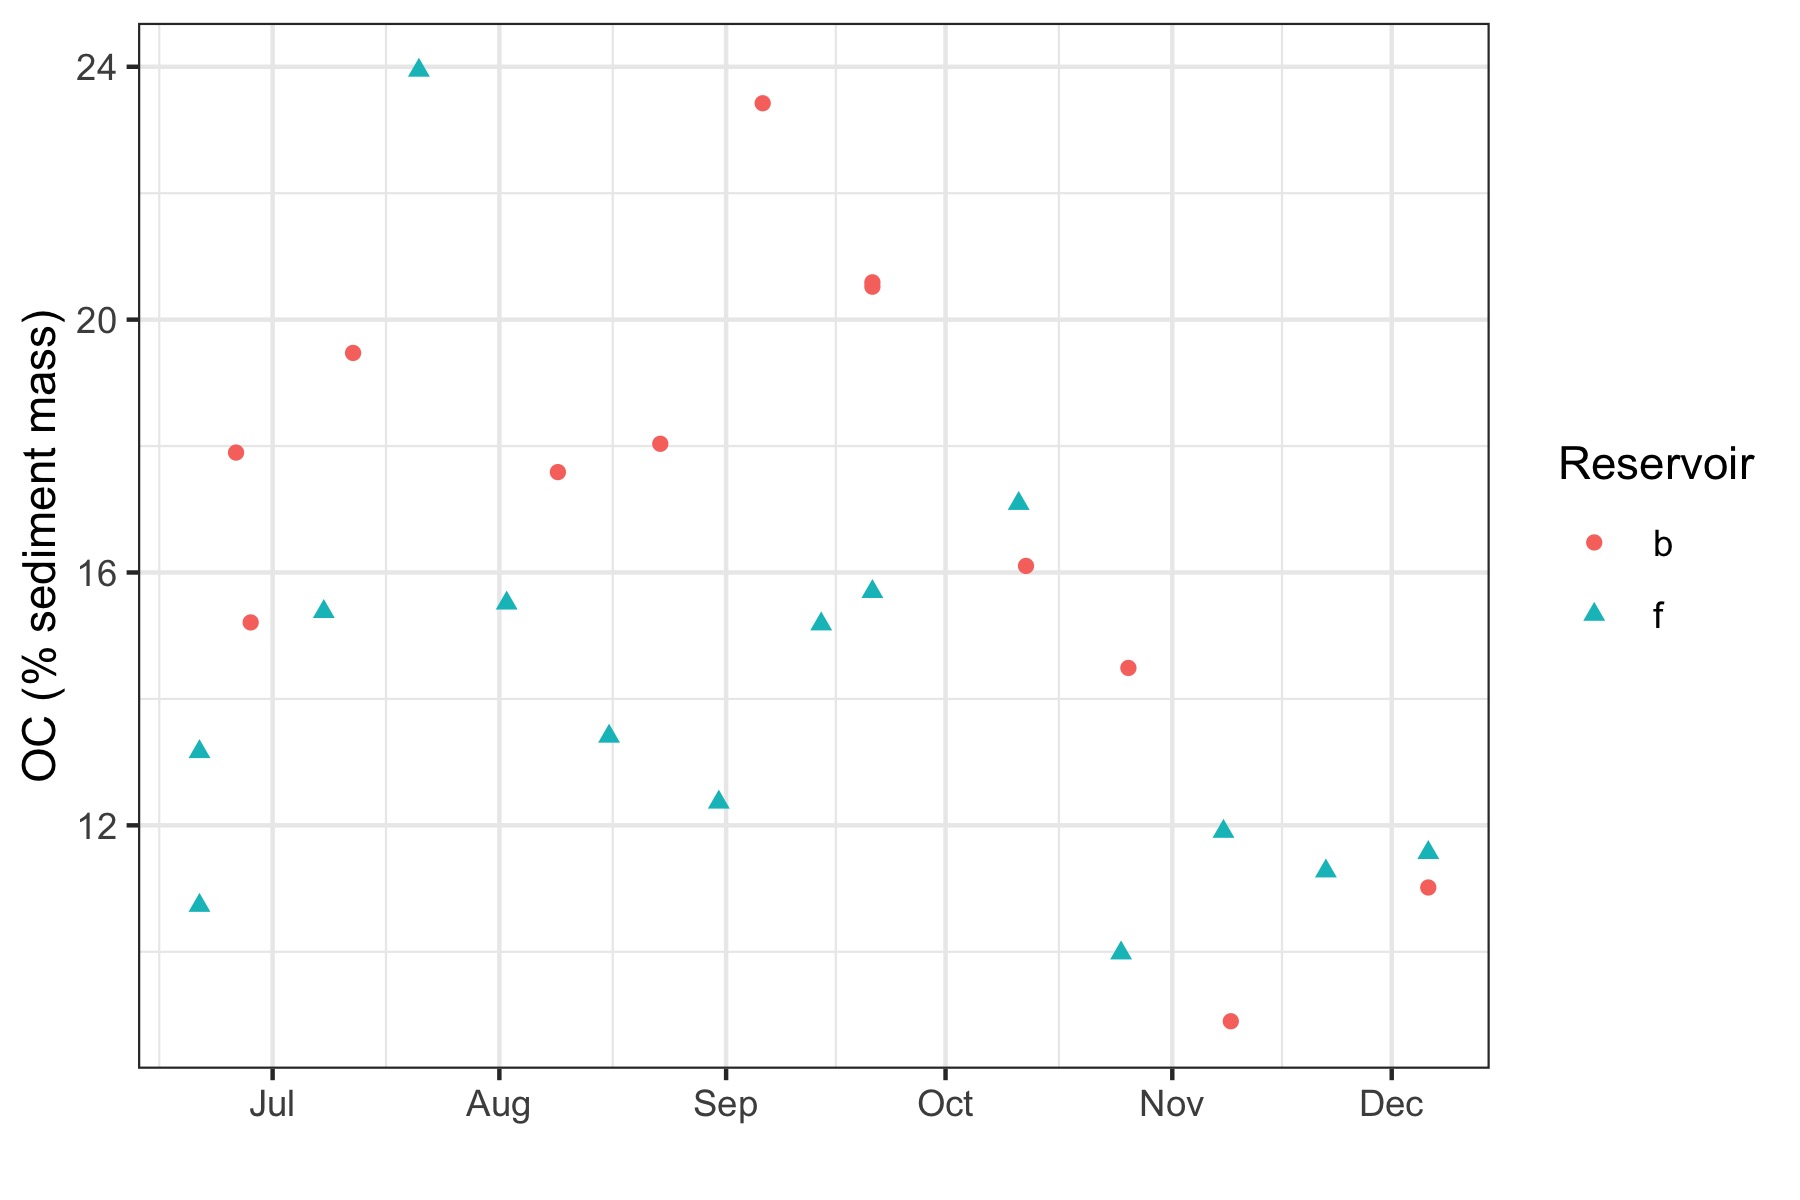 OC (% sediment mass)
24
20
16
12
Jul Aug Sep Oct Nov Dec
Reservoir
b
f